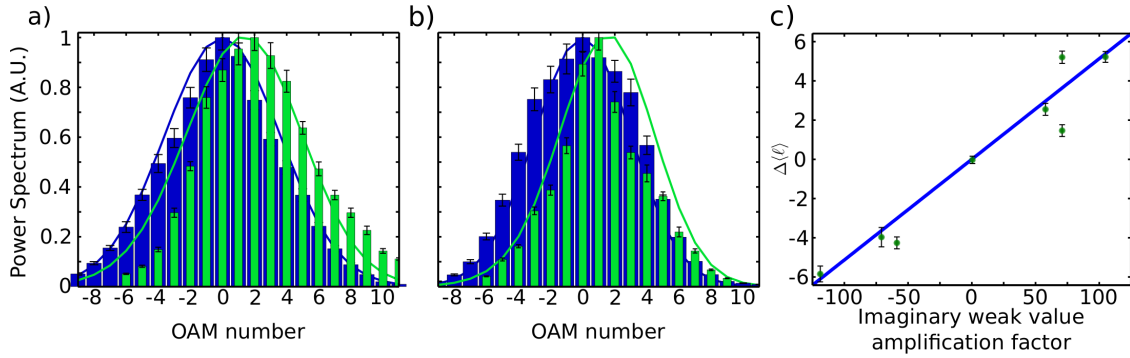 a)
Power Spectrum (A.U.)
1
0.8
0.6
0.4
0.2
0
-8 -6 -4 -2 0 2 4 6 8 10
OAM number
b)
-8 -6 -4 -2 0 2 4 6 8 10
OAM number
c)
Δ⟨ℓ⟩
6
4
2
0
-2
-4
-6
-100 -50 0 50 100
Imaginary weak value
amplification factor